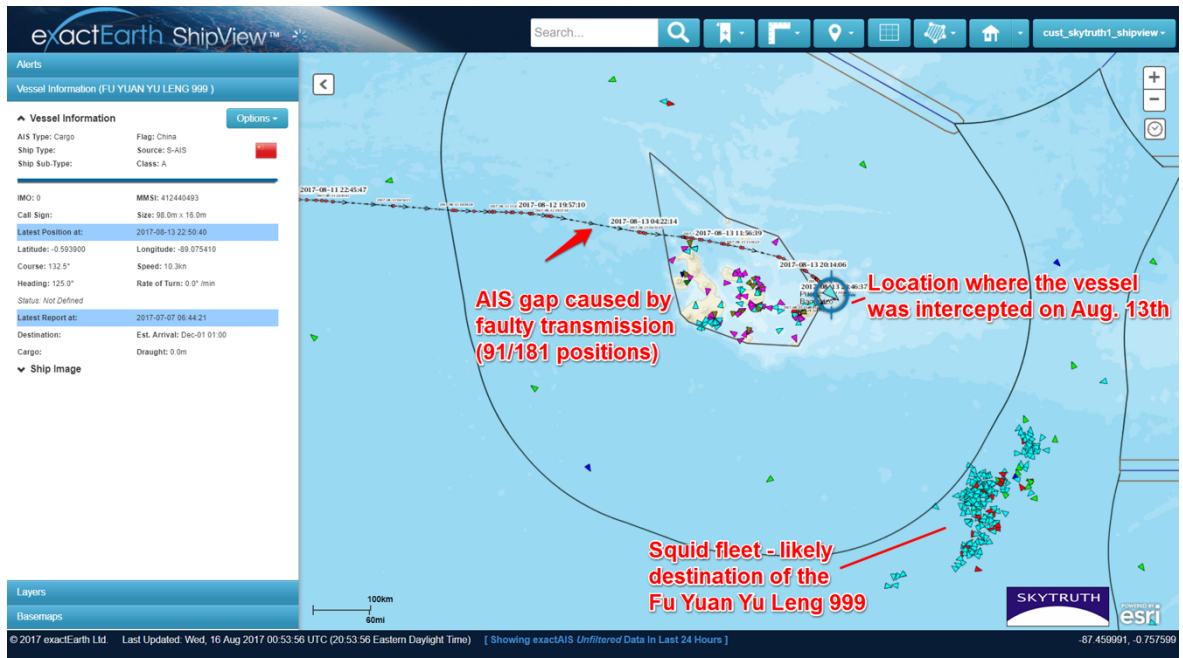 exactEarth ShipView™
Search...
cust_skytruth1_shipview
Alerts
Vessel Information (FU YUAN YU LENG 999 )
Vessel Information
Options
AIS Type: Cargo
Flag: China
Ship Type:
Source: S-AIS
Ship Sub-Type:
Class: A
IMO: 0
MMSI: 412440493
Call Sign:
Size: 98.0m x 16.0m
Latest Position at:
2017-08-13 22:50:40
Latitude: -0.593900
Longitude: -89.075410
Course: 132.5°
Speed: 10.3kn
Heading: 125.0°
Rate of Turn: 0.0° /min
Status: Not Defined
Latest Report at:
2017-07-07 06:44:21
Destination:
Est. Arrival: Dec-01 01:00
Cargo:
Draught: 0.0m
Ship Image
Layers
Basemaps
2017-08-11 22:45:47
2017-08-12 19:57:10
2017-08-13 04:22:14
2017-08-13 11:56:39
2017-08-13 20:14:06
AIS gap caused by
faulty transmission
(91/181 positions)
Location where the vessel
was intercepted on Aug. 13th
Squid fleet - likely
destination of the
Fu Yuan Yu Leng 999
100km
60mi
SKYTRUTH
POWERED BY
esri
© 2017 exactEarth Ltd. Last Updated: Wed, 16 Aug 2017 00:53:56 UTC (20:53:56 Eastern Daylight Time) [ Showing exactAIS Unfiltered Data In Last 24 Hours ]
-87.459991, -0.757599